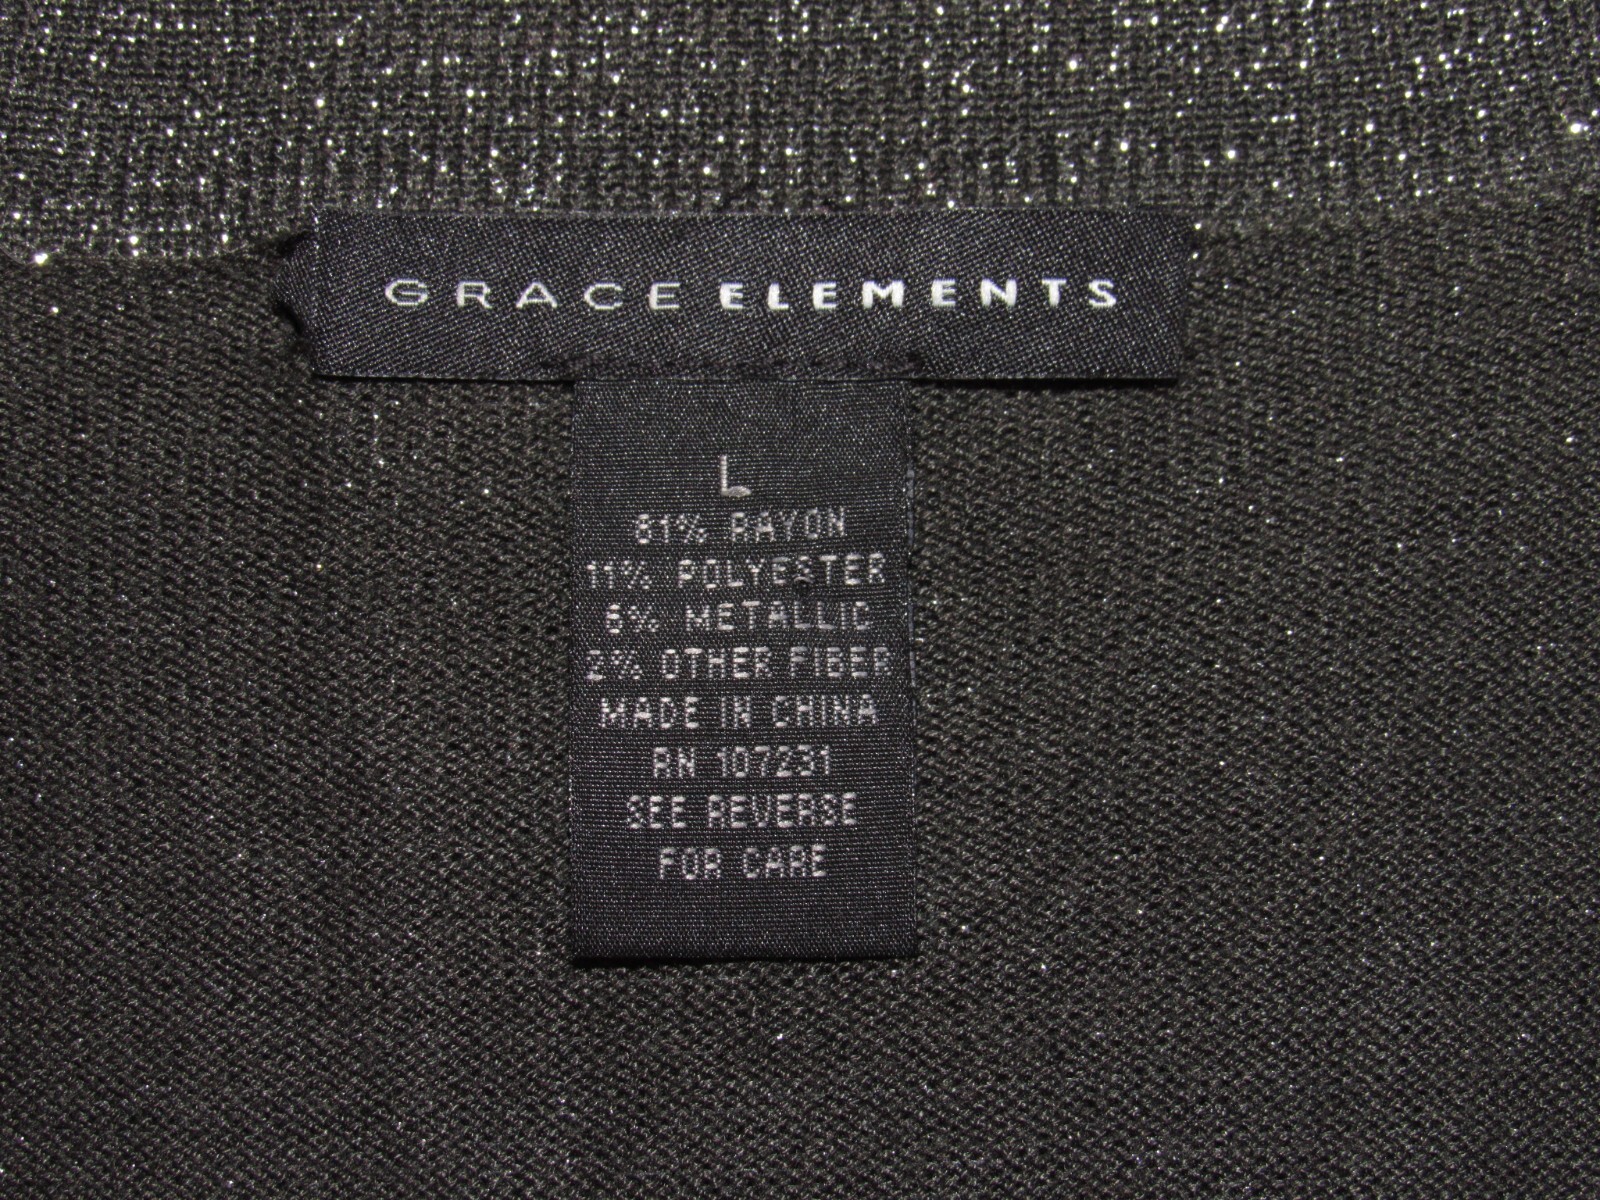 GRACE ELEMENTS
L
81% RAYON
11% POLYESTER
6% METALLIC
2% OTHER FIBER
MADE IN CHINA
RN 107231
SEE REVERSE
FOR CARE